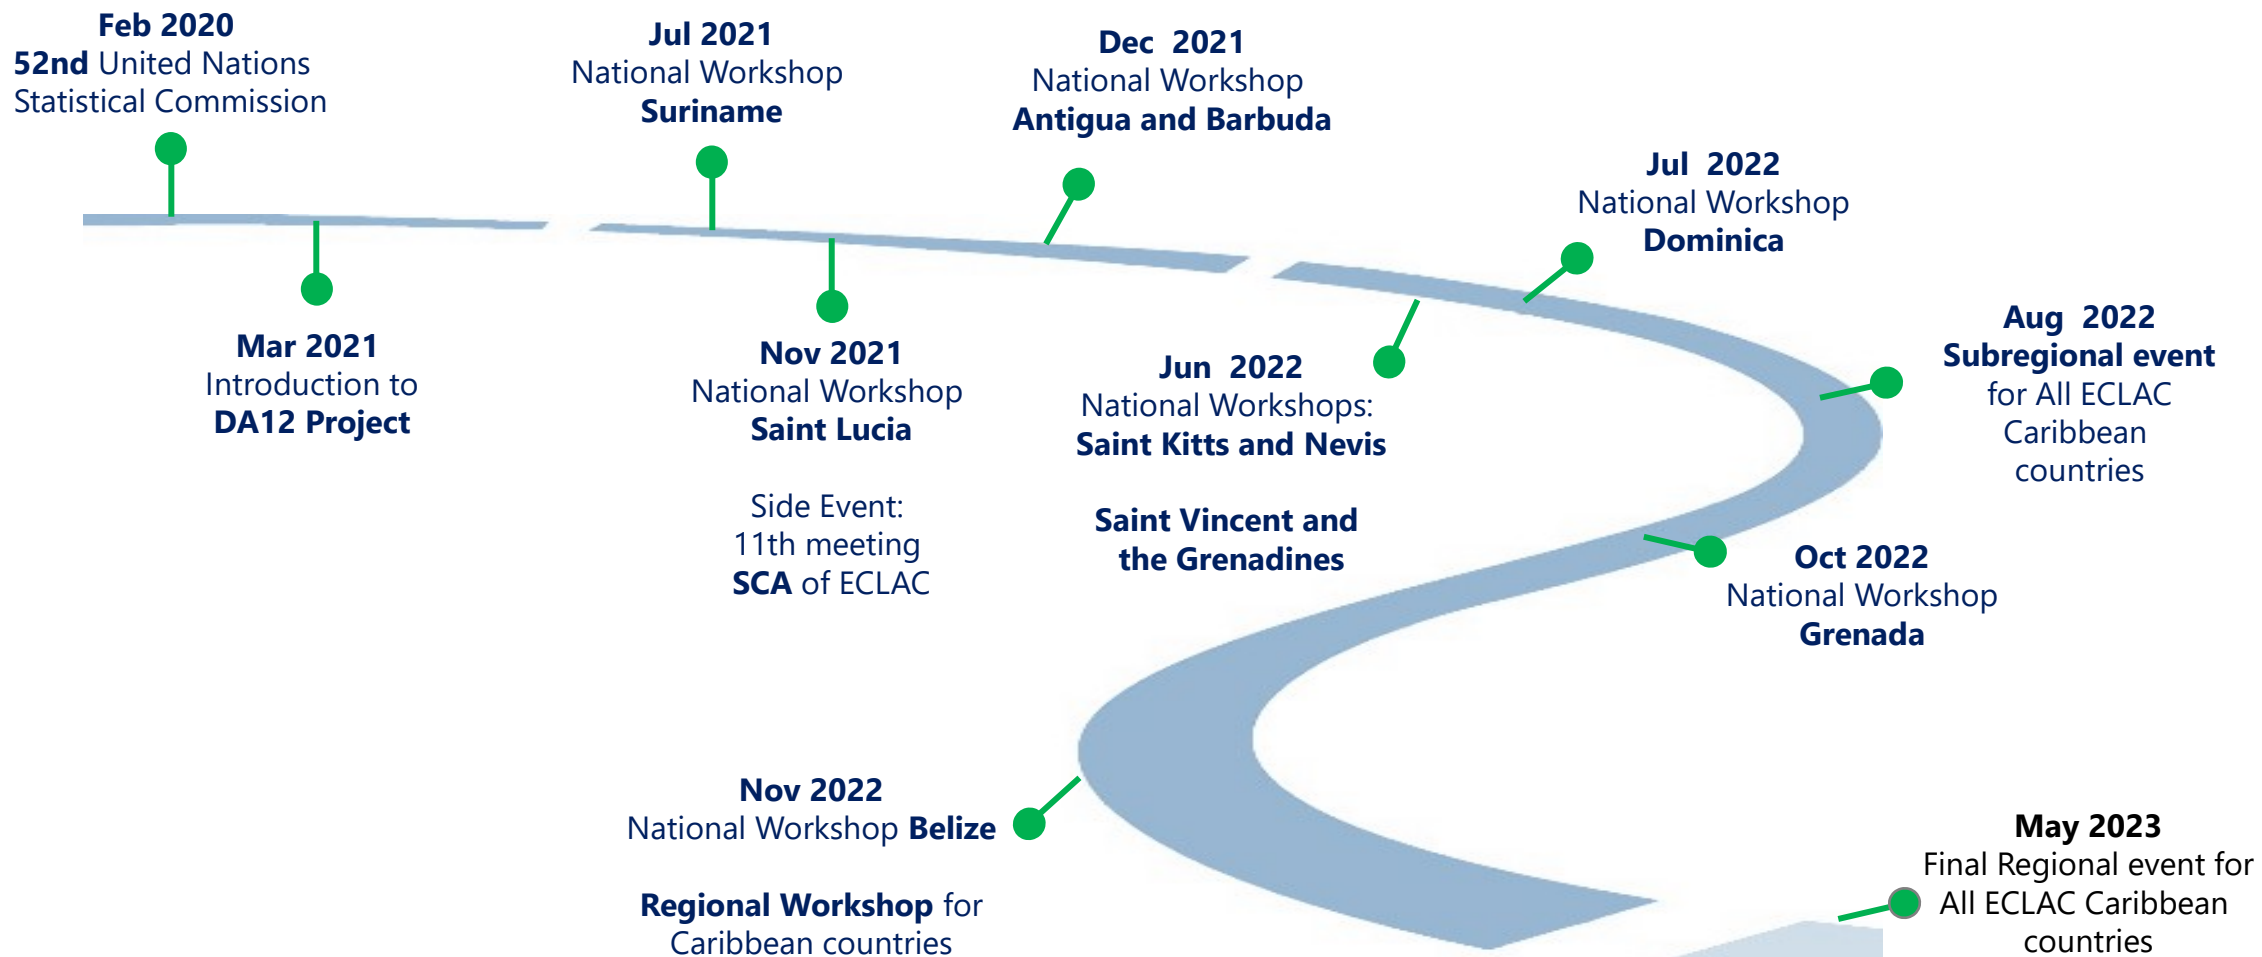 Feb 2020
52nd United Nations
Statistical Commission
Mar 2021
Introduction to
DA12 Project
Jul 2021
National Workshop
Suriname
Nov 2021
National Workshop
Saint Lucia
Side Event:
11th meeting
SCA of ECLAC
Dec 2021
National Workshop
Antigua and Barbuda
Jun 2022
National Workshops:
Saint Kitts and Nevis
Saint Vincent and
the Grenadines
Jul 2022
National Workshop
Dominica
Aug 2022
Subregional event
for All ECLAC
Caribbean
countries
Oct 2022
National Workshop
Grenada
Nov 2022
National Workshop Belize
Regional Workshop for
Caribbean countries
May 2023
Final Regional event for
All ECLAC Caribbean
countries